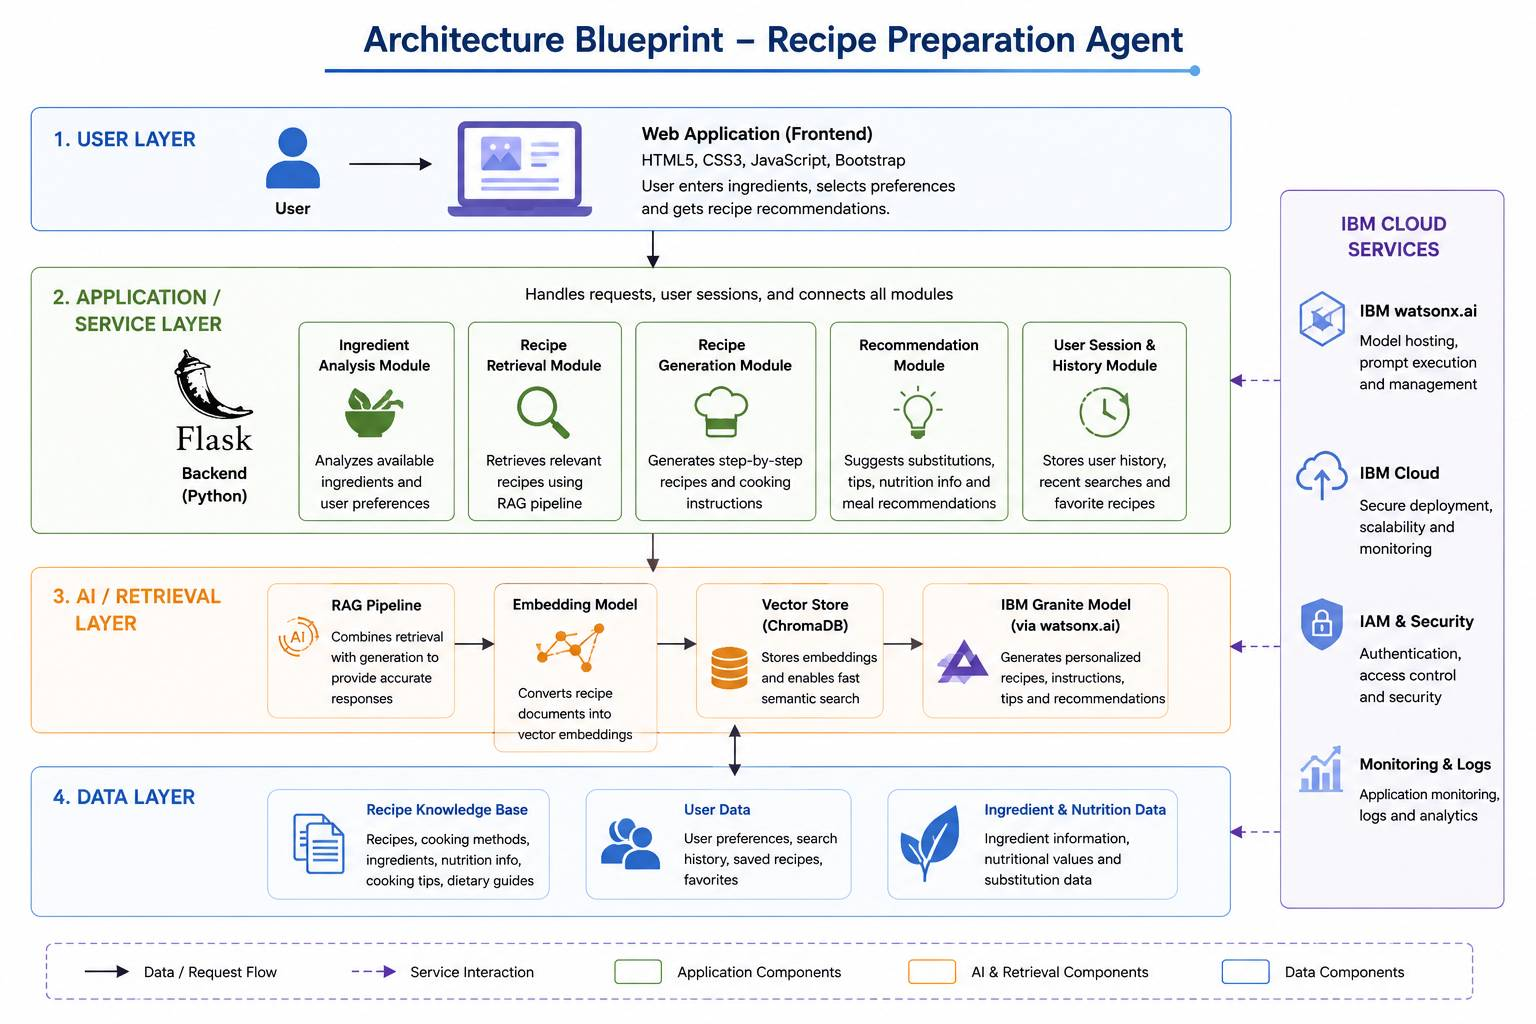 Architecture Blueprint – Recipe Preparation Agent
1. USER LAYER
User
Web Application (Frontend)
HTML5, CSS3, JavaScript, Bootstrap
User enters ingredients, selects preferences
and gets recipe recommendations.
2. APPLICATION /
SERVICE LAYER
Handles requests, user sessions, and connects all modules
Flask
Backend
(Python)
Ingredient
Analysis Module
Analyzes available
ingredients and
user preferences
Recipe
Retrieval Module
Retrieves relevant
recipes using
RAG pipeline
Recipe
Generation Module
Generates step-by-step
recipes and cooking
instructions
Recommendation
Module
Suggests substitutions,
tips, nutrition info and
meal recommendations
User Session &
History Module
Stores user history,
recent searches and
favorite recipes
3. AI / RETRIEVAL
LAYER
RAG Pipeline
AI
Combines retrieval
with generation to
provide accurate
responses
Embedding Model
Converts recipe
documents into
vector embeddings
Vector Store
(ChromaDB)
Stores embeddings
and enables fast
semantic search
IBM Granite Model
(via watsonx.ai)
Generates personalized
recipes, instructions,
tips and recommendations
4. DATA LAYER
Recipe Knowledge Base
Recipes, cooking methods,
ingredients, nutrition info,
cooking tips, dietary guides
User Data
User preferences, search
history, saved recipes,
favorites
Ingredient & Nutrition Data
Ingredient information,
nutritional values and
substitution data
IBM CLOUD
SERVICES
IBM watsonx.ai
Model hosting,
prompt execution
and management
IBM Cloud
Secure deployment,
scalability and
monitoring
IAM & Security
Authentication,
access control
and security
Monitoring & Logs
Application monitoring,
logs and analytics
Data / Request Flow
Service Interaction
Application Components
AI & Retrieval Components
Data Components